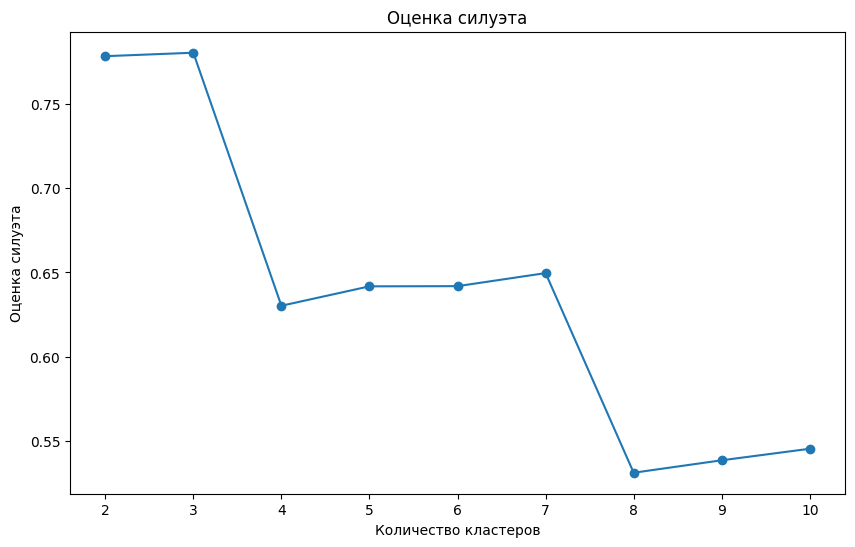 Оценка силуэта
Оценка силуэта
0.75
0.70
0.65
0.60
0.55
2 3 4 5 6 7 8 9 10
Количество кластеров